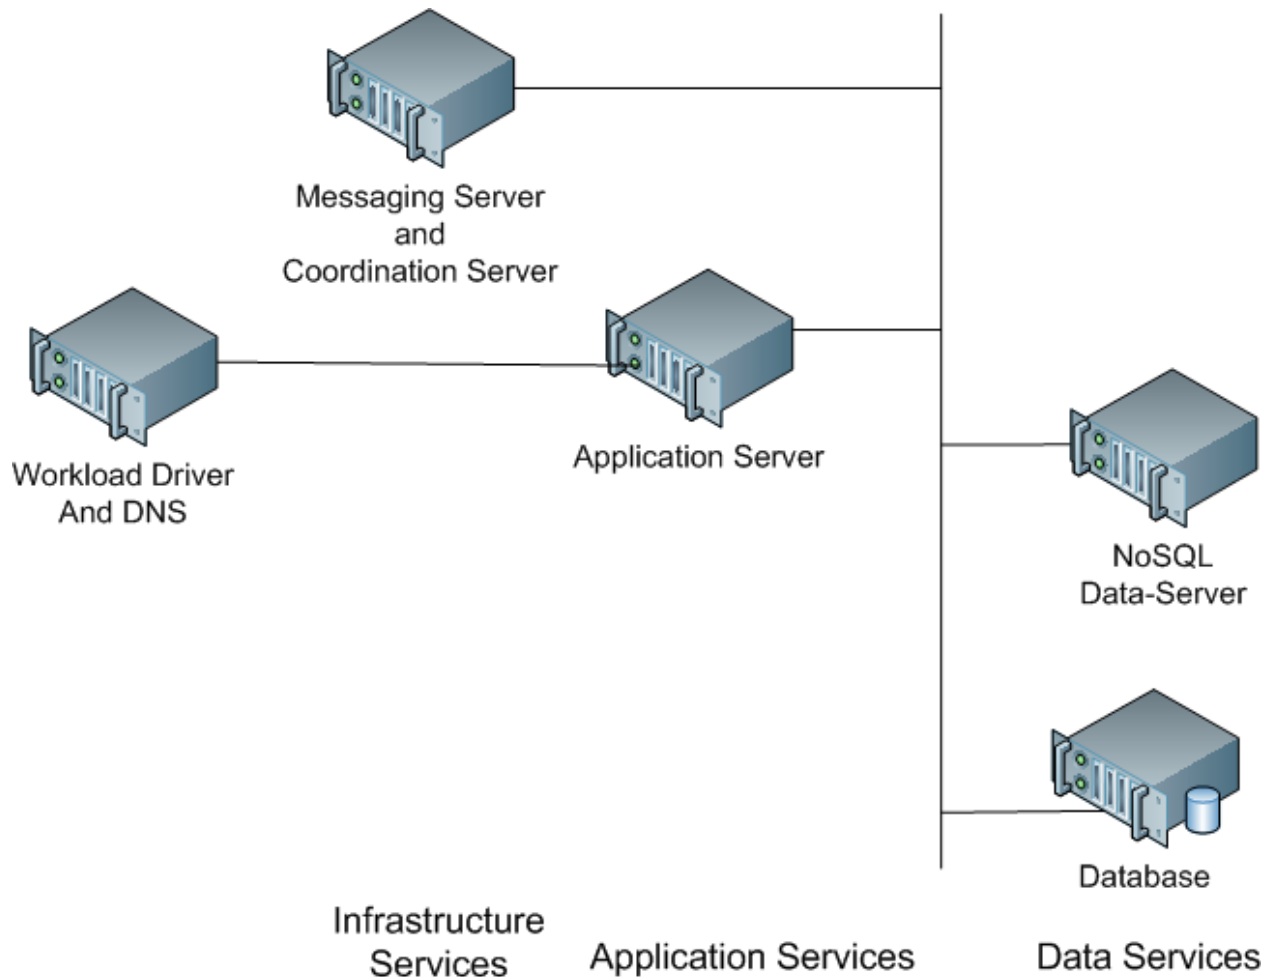 Messaging Server
and
Coordination Server
Workload Driver
And DNS
Application Server
NoSQL
Data-Server
Database
Infrastructure
Services
Application Services
Data Services